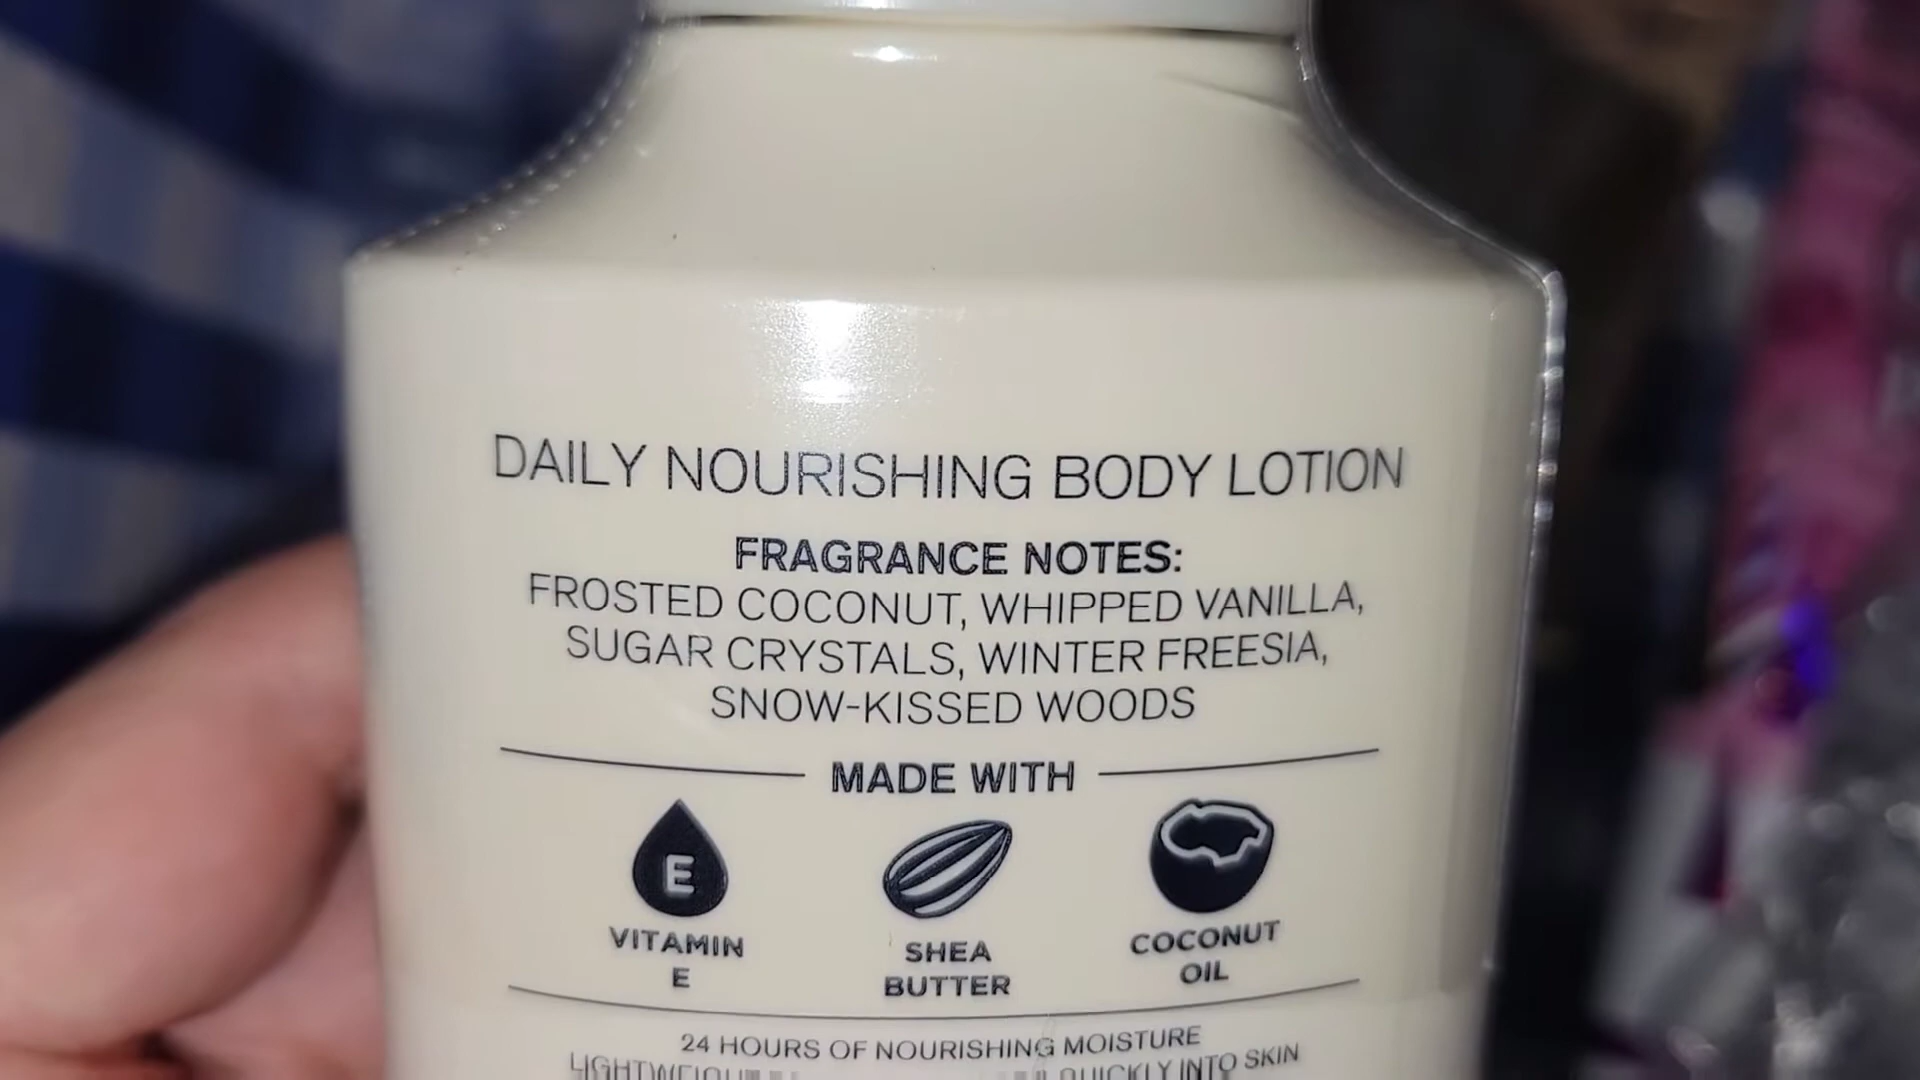 DAILY NOURISHING BODY LOTION
FRAGRANCE NOTES:
FROSTED COCONUT, WHIPPED VANILLA,
SUGAR CRYSTALS, WINTER FREESIA,
SNOW-KISSED WOODS
MADE WITH
E
VITAMIN
E
SHEA
BUTTER
COCONUT
OIL
24 HOURS OF NOURISHING MOISTURE
QUICKLY INTO SKIN